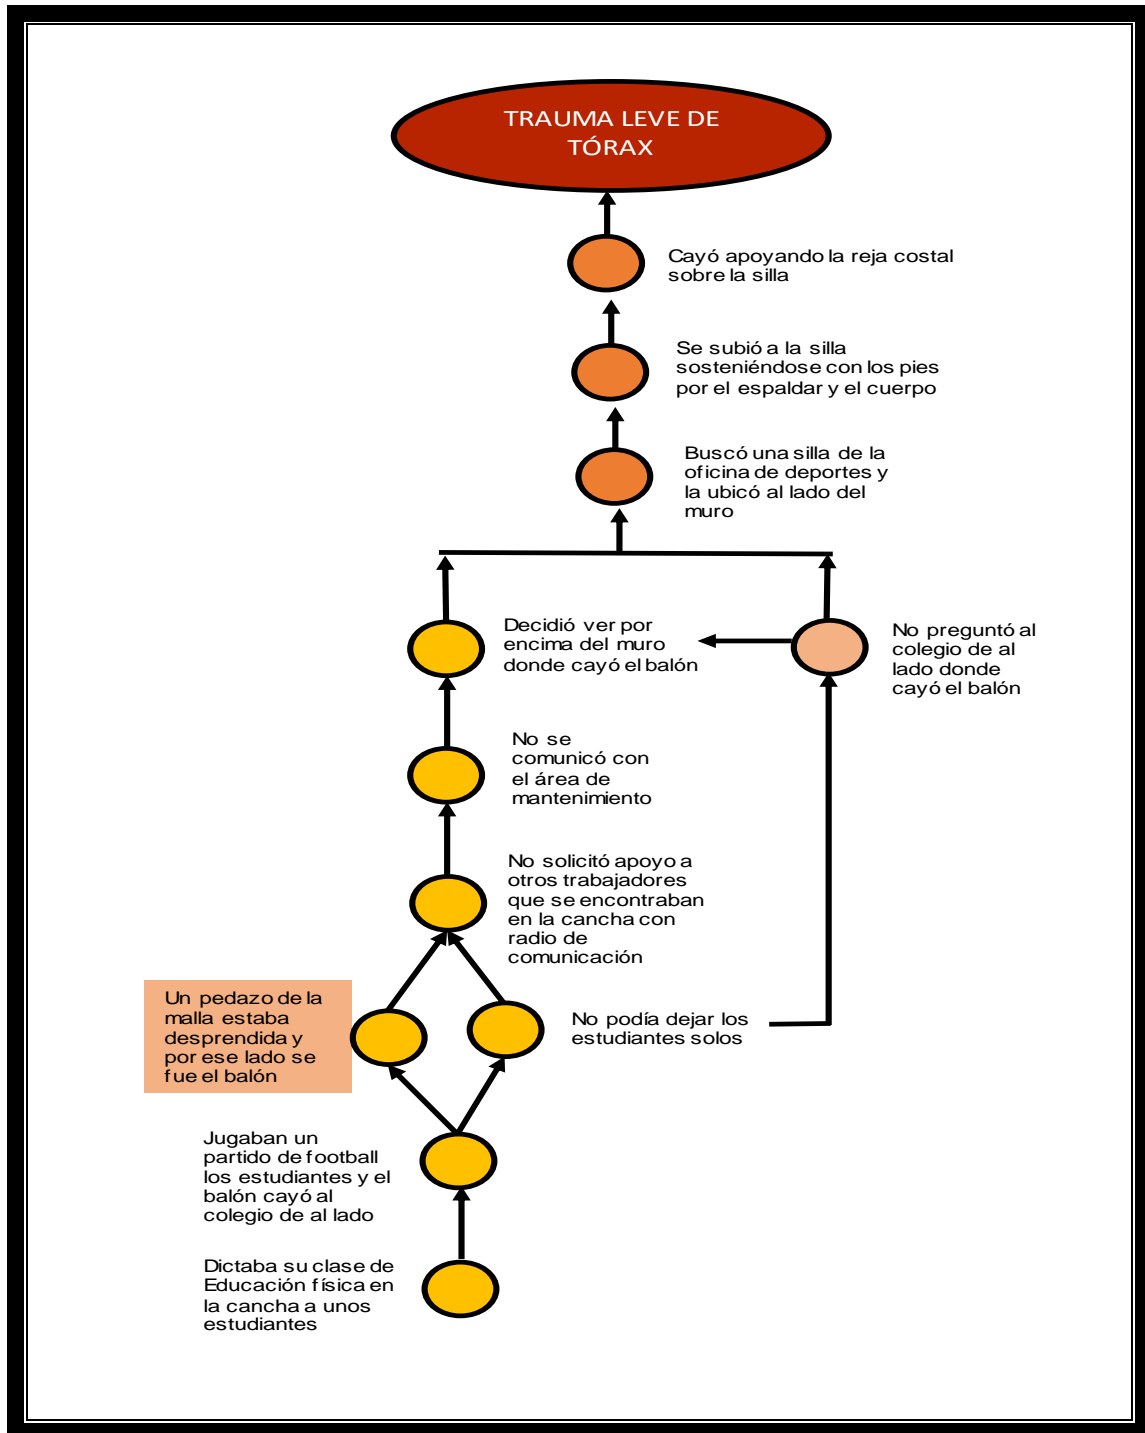 TRAUMA LEVE DE
TÓRAX
Cayó apoyando la reja costal
sobre la silla
Se subió a la silla
sosteniéndose con los pies
por el espaldar y el cuerpo
Buscó una silla de la
oficina de deportes y
la ubicó al lado del
muro
Decidió ver por
encima del muro
donde cayó el balón
No preguntó al
colegio de al
lado donde
cayó el balón
No se
comunicó con
el área de
mantenimiento
No solicitó apoyo a
otros trabajadores
que se encontraban
en la cancha con
radio de
comunicación
Un pedazo de la
malla estaba
desprendida y
por ese lado se
fue el balón
No podía dejar los
estudiantes solos
Jugaban un
partido de football
los estudiantes y el
balón cayó al
colegio de al lado
Dictaba su clase de
Educación física en
la cancha a unos
estudiantes